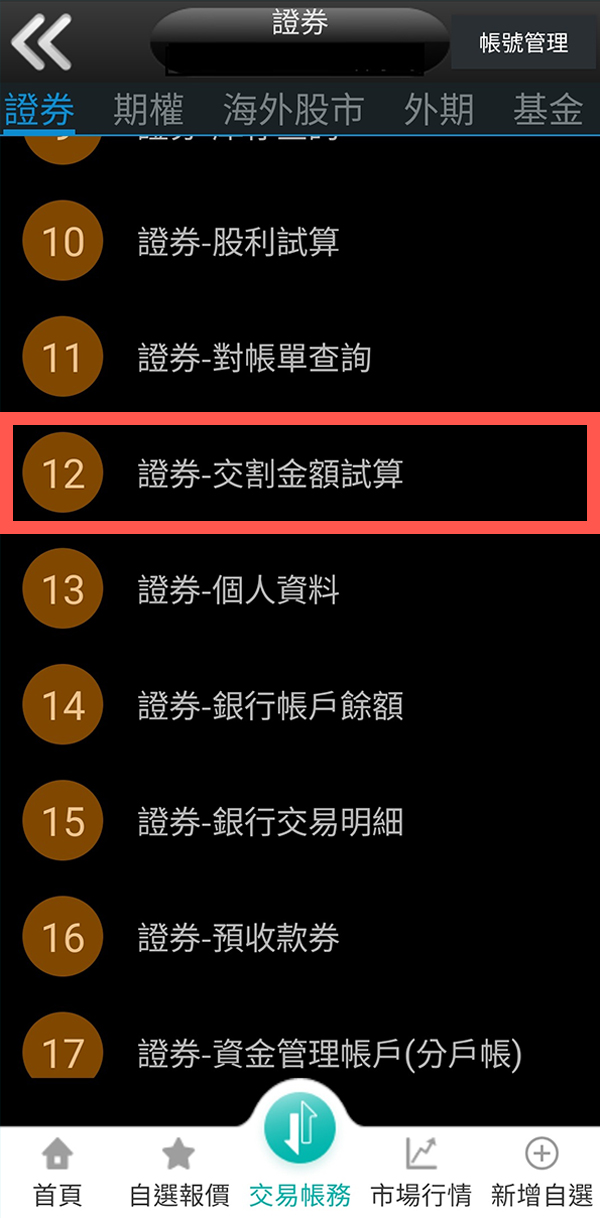 證券
帳號管理
證券 期權 海外股市 外期 基金
10 證券-股利試算
11 證券-對帳單查詢
12 證券-交割金額試算
13 證券-個人資料
14 證券-銀行帳戶餘額
15 證券-銀行交易明細
16 證券-預收款券
17 證券-資金管理帳戶(分戶帳)
首頁 自選報價 交易帳務 市場行情 新增自選